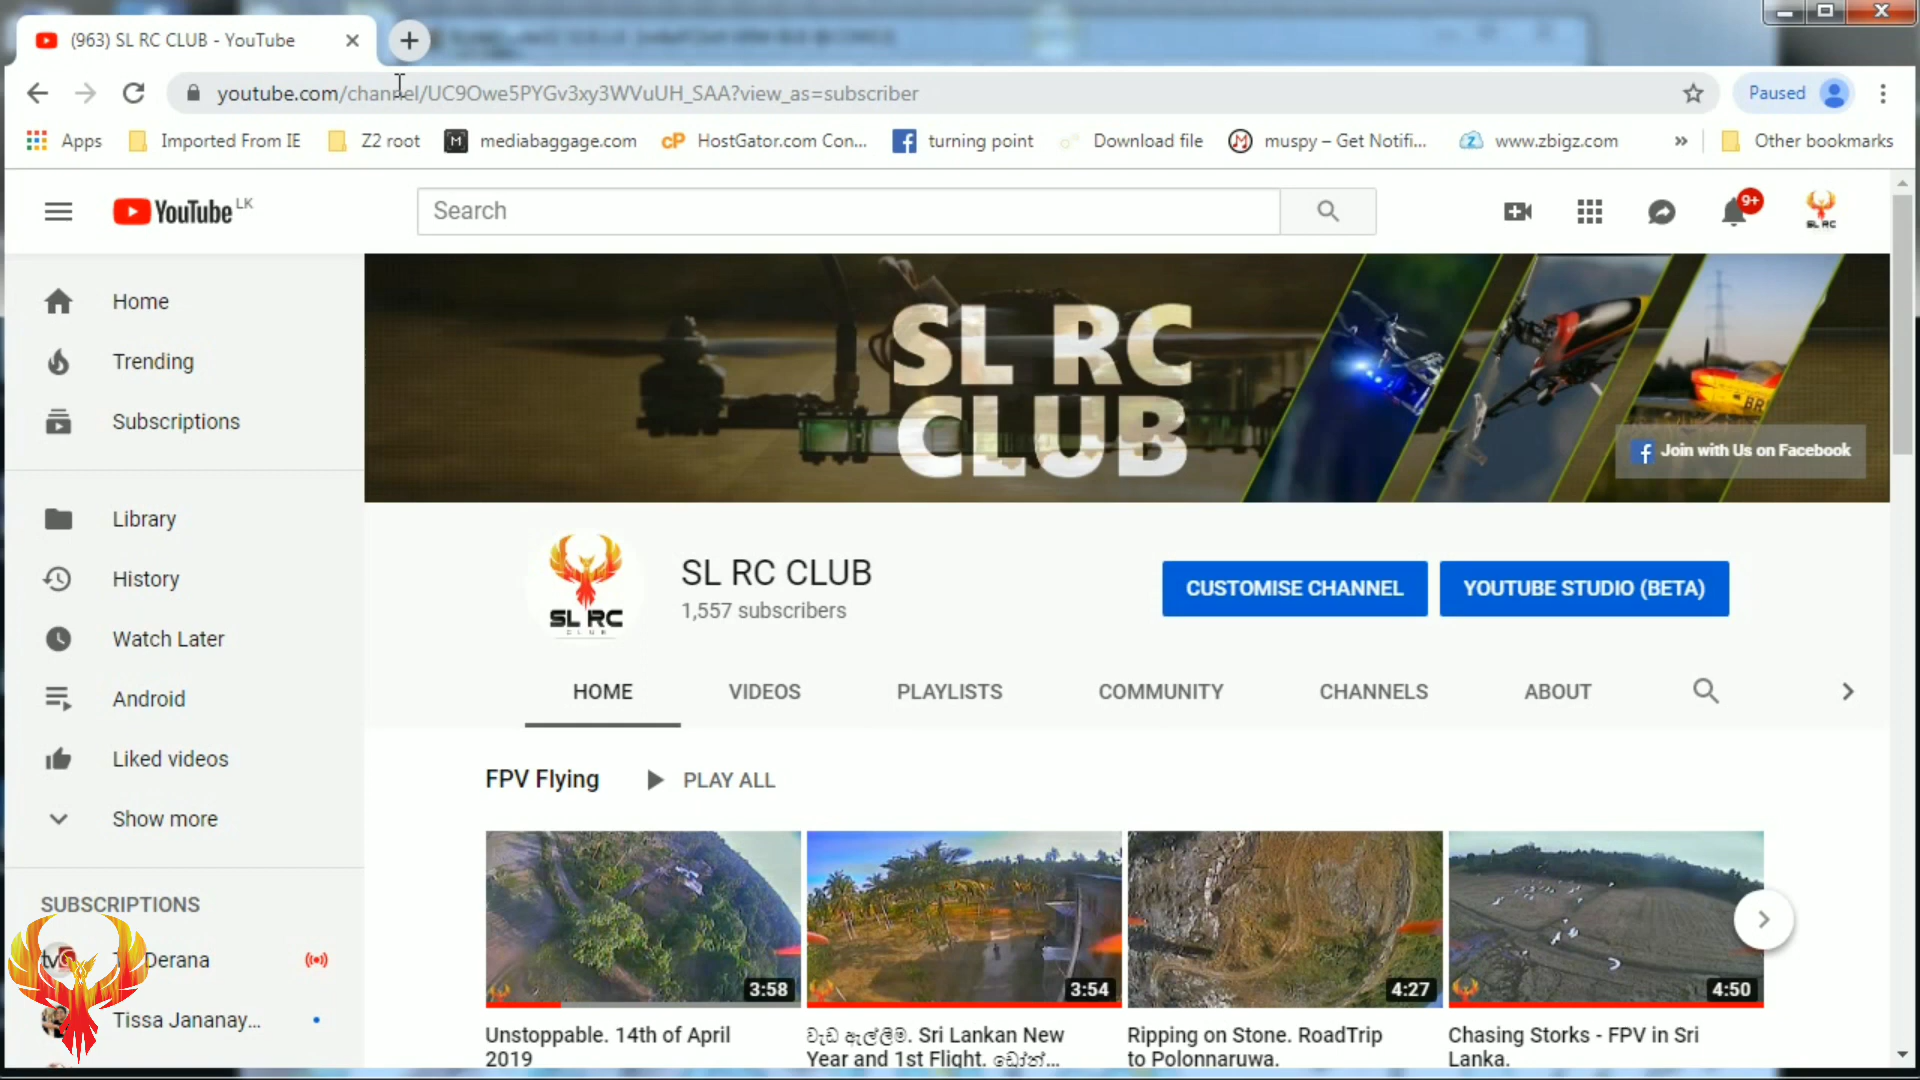 (963) SL RC CLUB - YouTube
youtube.com/channel/UC9Owe5PYGv3xy3WVuUH_SAA?view_as=subscriber
Paused
Apps
Imported From IE
Z2 root
M
mediabaggage.com
cP
HostGator.com Con...
turning point
Download file
muspy – Get Notifi...
www.zbigz.com
Other bookmarks
YouTube LK
Search
9+
SL RC
Home
Trending
Subscriptions
Library
History
Watch Later
Android
Liked videos
Show more
SUBSCRIPTIONS
Derana
Tissa Jananay...
SL RC
CLUB
BR
Join with Us on Facebook
SL RC
CLUB
SL RC CLUB
1,557 subscribers
CUSTOMISE CHANNEL
YOUTUBE STUDIO (BETA)
HOME
VIDEOS
PLAYLISTS
COMMUNITY
CHANNELS
ABOUT
FPV Flying
PLAY ALL
3:58
3:54
4:27
4:50
Unstoppable. 14th of April
2019
වැඩ ඇල්ලීම. Sri Lankan New
Year and 1st Flight. ඩ්‍රෝන්...
Ripping on Stone. RoadTrip
to Polonnaruwa.
Chasing Storks - FPV in Sri
Lanka.